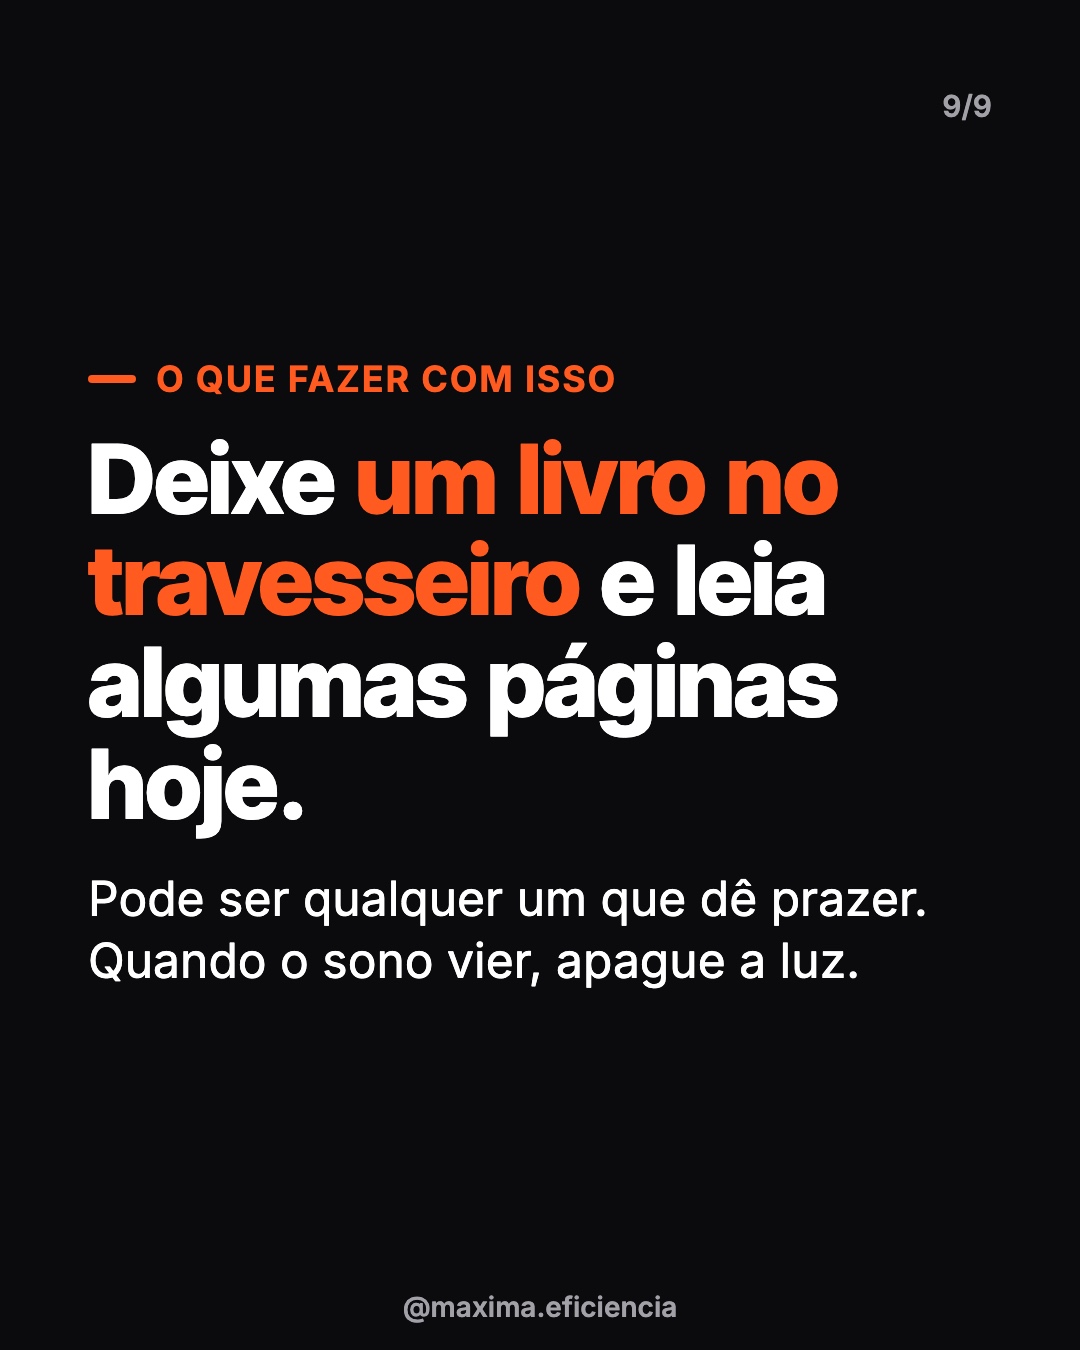 9/9
O QUE FAZER COM ISSO
Deixe um livro no
travesseiro e leia
algumas páginas
hoje.
Pode ser qualquer um que dê prazer.
Quando o sono vier, apague a luz.
@maxima.eficiencia